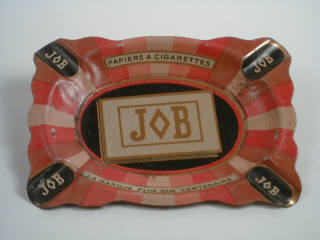 JOB
PAPIERS A CIGARETTES
JOB
JOB
JOB
LA MARQUE PLUS QUE CENTENAIRE
JOB